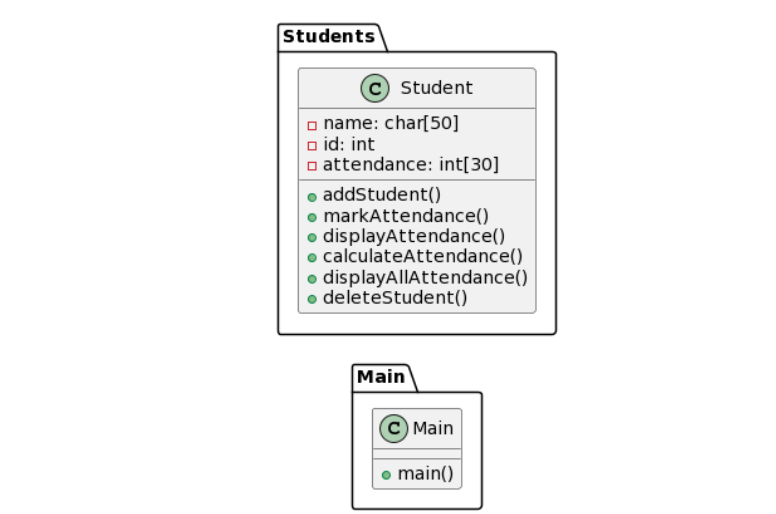 Students
C Student
name: char[50]
id: int
attendance: int[30]
addStudent()
markAttendance()
displayAttendance()
calculateAttendance()
displayAllAttendance()
deleteStudent()
Main
C Main
main()